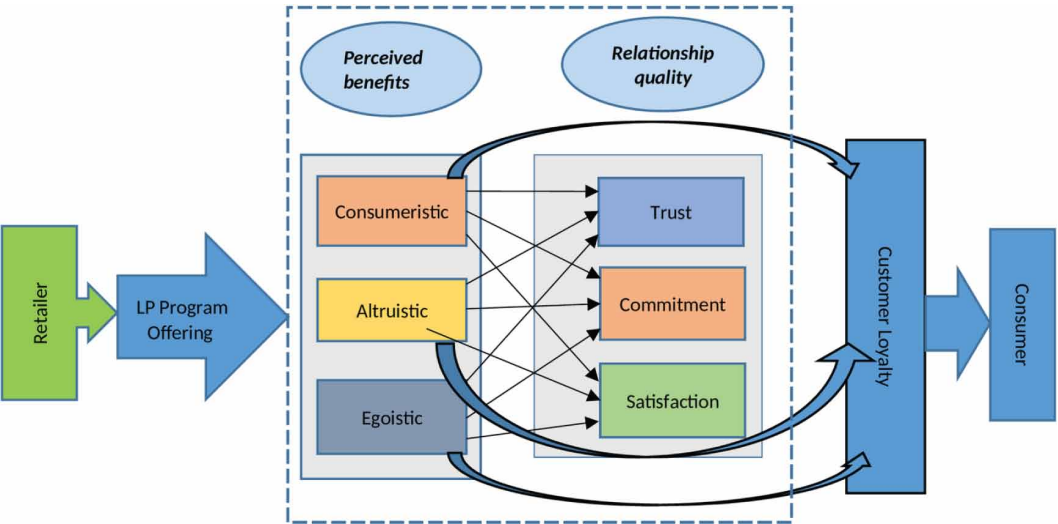 Perceived
benefits
Relationship
quality
Consumeristic
Trust
Retailer
LP Program
Offering
Altruistic
Commitment
Customer Loyalty
Consumer
Egoistic
Satisfaction